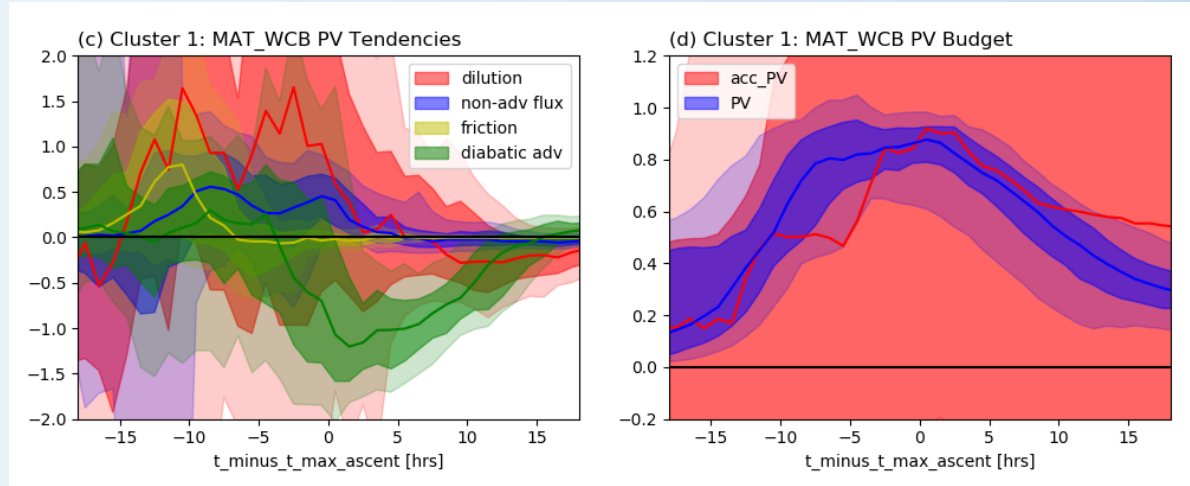 (c) Cluster 1: MAT_WCB PV Tendencies
2.0
1.5
1.0
0.5
0.0
−0.5
−1.0
−1.5
−2.0
dilution
non-adv flux
friction
diabatic adv
−15 −10 −5 0 5 10 15
t_minus_t_max_ascent [hrs]
(d) Cluster 1: MAT_WCB PV Budget
1.2
1.0
0.8
0.6
0.4
0.2
0.0
−0.2
acc_PV
PV
−15 −10 −5 0 5 10 15
t_minus_t_max_ascent [hrs]